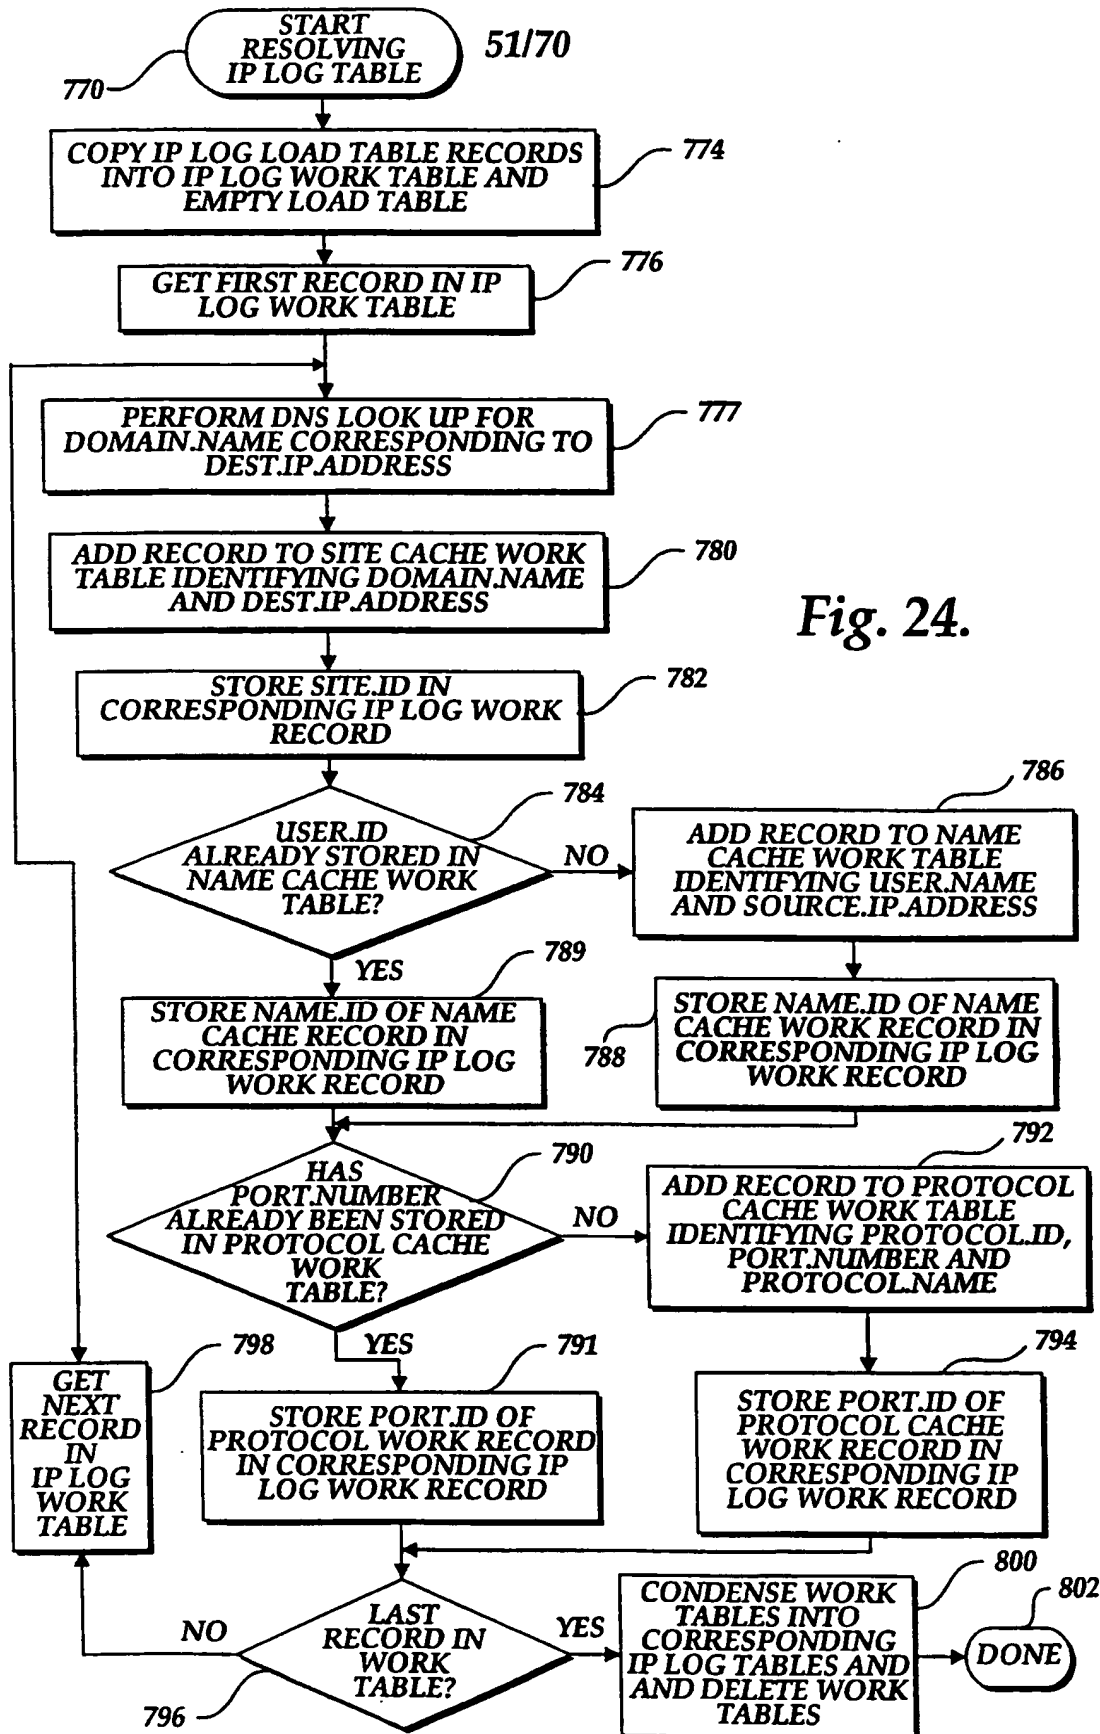 START
RESOLVING
IP LOG TABLE
51/70
770
COPY IP LOG LOAD TABLE RECORDS
INTO IP LOG WORK TABLE AND
EMPTY LOAD TABLE
774
GET FIRST RECORD IN IP
LOG WORK TABLE
776
PERFORM DNS LOOK UP FOR
DOMAIN.NAME CORRESPONDING TO
DEST.IP.ADDRESS
777
ADD RECORD TO SITE CACHE WORK
TABLE IDENTIFYING DOMAIN.NAME
AND DEST.IP.ADDRESS
780
Fig. 24.
STORE SITE.ID IN
CORRESPONDING IP LOG WORK
RECORD
782
USER.ID
ALREADY STORED IN
NAME CACHE WORK
TABLE?
784
NO
YES
ADD RECORD TO NAME
CACHE WORK TABLE
IDENTIFYING USER.NAME
AND SOURCE.IP.ADDRESS
786
STORE NAME.ID OF NAME
CACHE RECORD IN
CORRESPONDING IP LOG
WORK RECORD
789
STORE NAME.ID OF NAME
CACHE WORK RECORD IN
CORRESPONDING IP LOG
WORK RECORD
788
HAS
PORT.NUMBER
ALREADY BEEN STORED
IN PROTOCOL CACHE
WORK
TABLE?
790
NO
YES
ADD RECORD TO PROTOCOL
CACHE WORK TABLE
IDENTIFYING PROTOCOL.ID,
PORT.NUMBER AND
PROTOCOL.NAME
792
GET
NEXT
RECORD
IN
IP LOG
WORK
TABLE
798
STORE PORT.ID OF
PROTOCOL WORK RECORD
IN CORRESPONDING IP
LOG WORK RECORD
791
STORE PORT.ID OF
PROTOCOL CACHE
WORK RECORD IN
CORRESPONDING IP
LOG WORK RECORD
794
LAST
RECORD IN
WORK
TABLE?
796
NO
YES
CONDENSE WORK
TABLES INTO
CORRESPONDING
IP LOG TABLES AND
AND DELETE WORK
TABLES
800
DONE
802